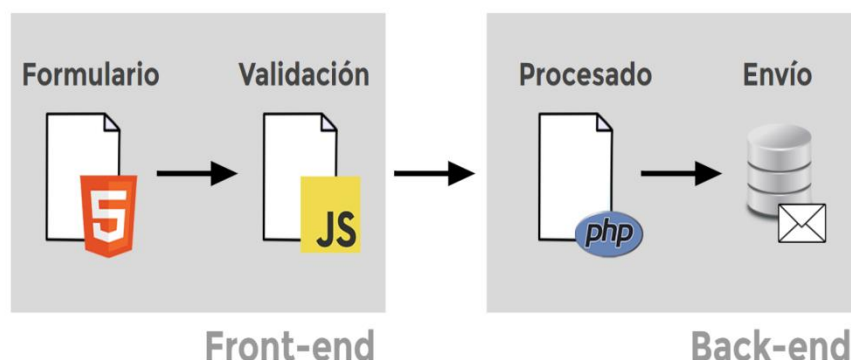 Formulario
Validación
Procesado
Envío
5
JS
php
Front-end
Back-end